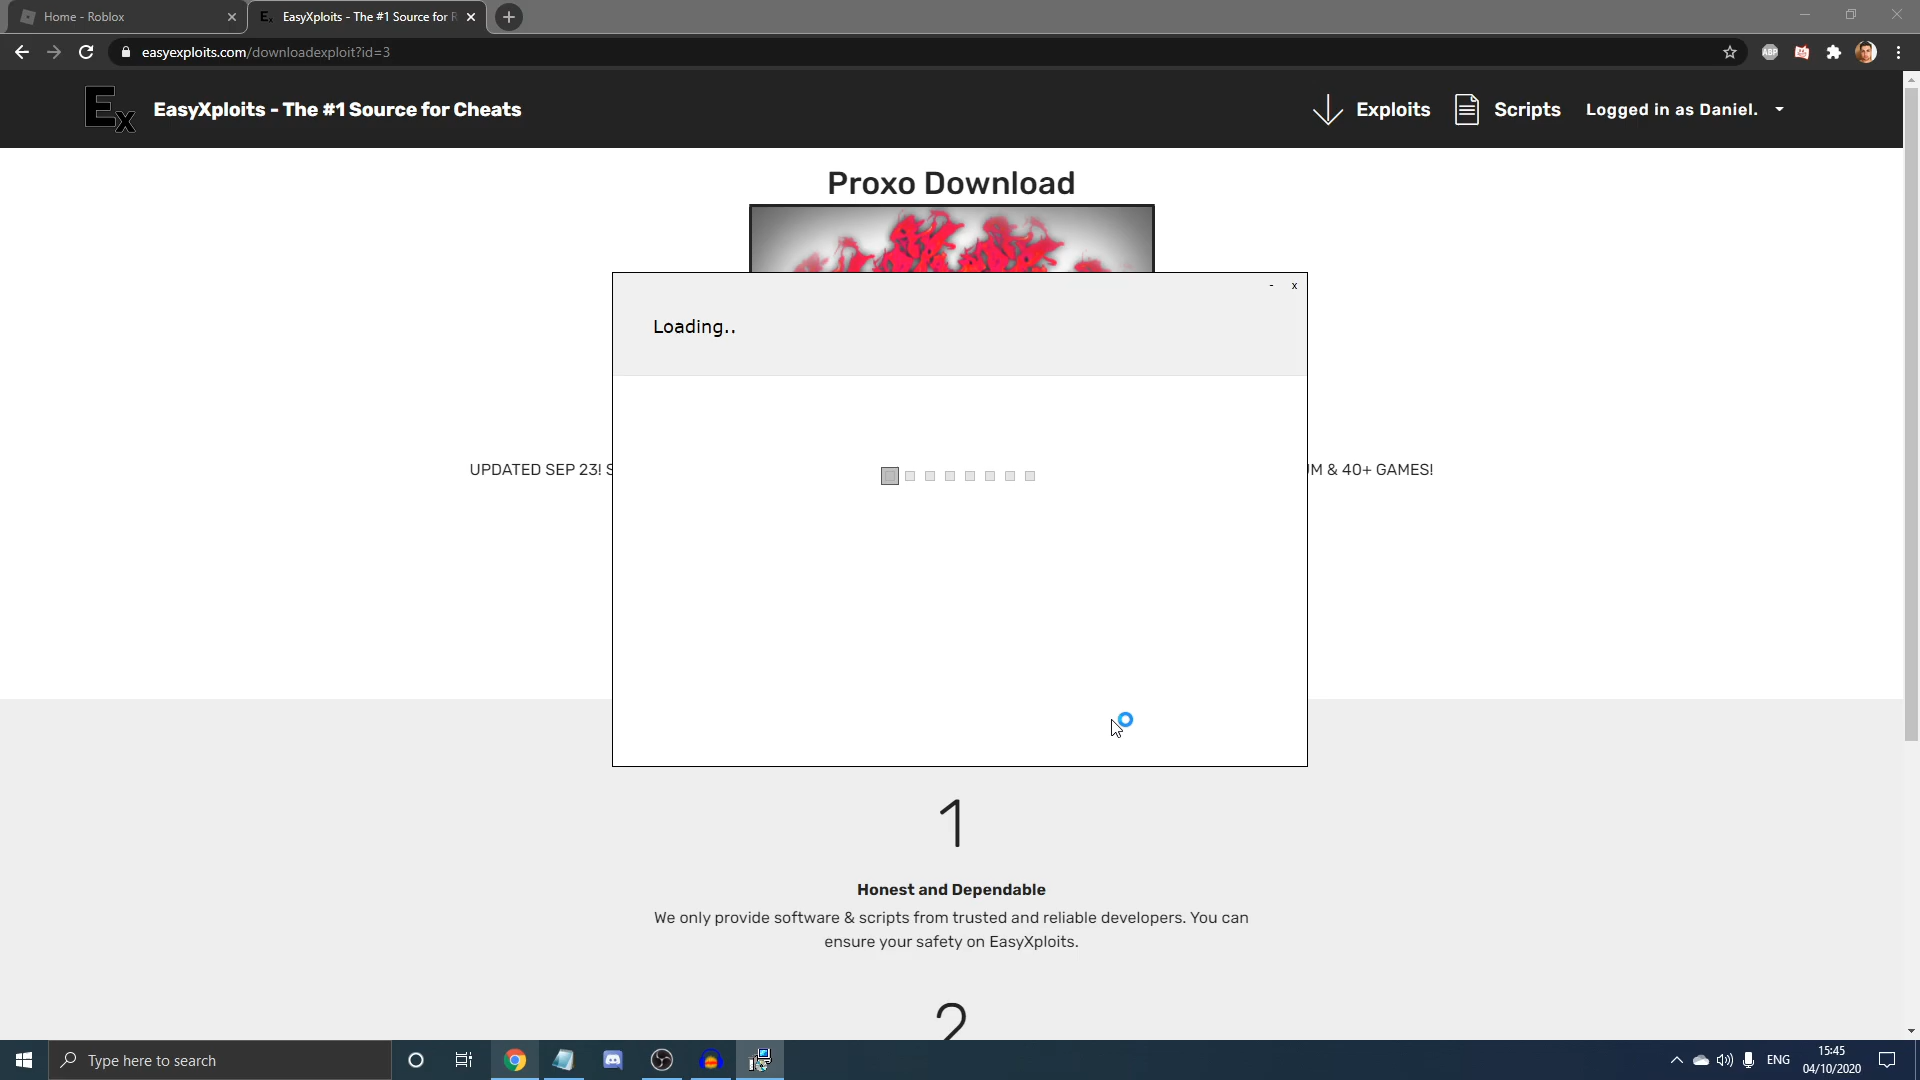 Home - Roblox
EasyXploits - The #1 Source for R
easyexploits.com/downloadexploit?id=3
ABP
Ex
EasyXploits - The #1 Source for Cheats
Exploits
Scripts
Logged in as Daniel.
Proxo Download
- x
Loading..
UPDATED SEP 23! S
M & 40+ GAMES!
1
Honest and Dependable
We only provide software & scripts from trusted and reliable developers. You can
ensure your safety on EasyXploits.
2
Type here to search
ENG
15:45
04/10/2020